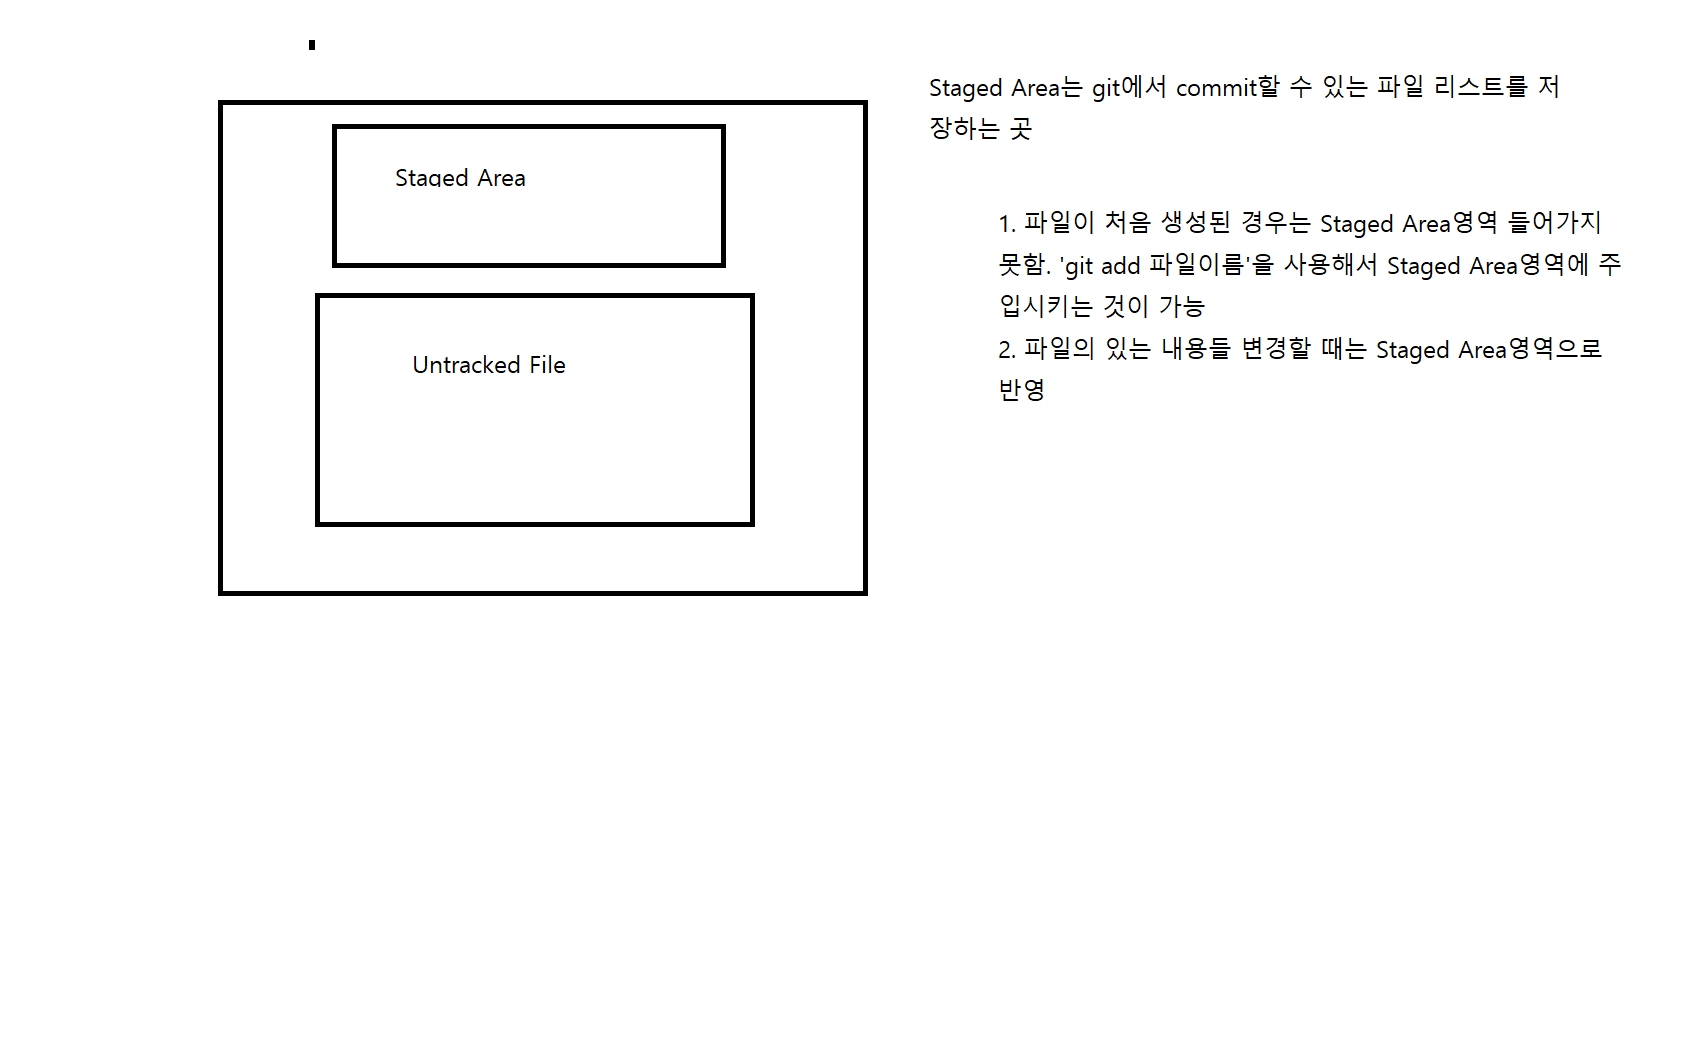 Staged Area
Untracked File
Staged Area는 git에서 commit할 수 있는 파일 리스트를 저
장하는 곳
1. 파일이 처음 생성된 경우는 Staged Area영역 들어가지
못함. 'git add 파일이름'을 사용해서 Staged Area영역에 주
입시키는 것이 가능
2. 파일의 있는 내용들 변경할 때는 Staged Area영역으로
반영